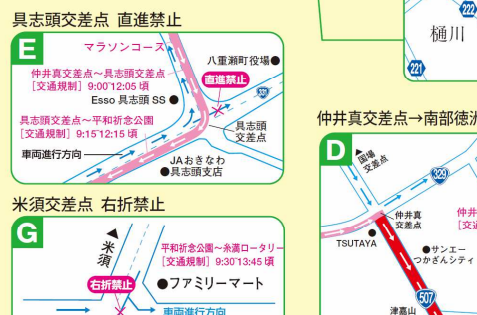 具志頭交差点 直進禁止
E
マラソンコース
仲井真交差点～具志頭交差点
[交通規制] 9:00~12:05 頃
Esso 具志頭 SS
八重瀬町役場
直進禁止
331
具志頭交差点～平和祈念公園
[交通規制] 9:15~12:15 頃
具志頭
交差点
車両進行方向
JAおきなわ
具志頭支店
米須交差点 右折禁止
G
米須
平和祈念公園～糸満ロータリー
[交通規制] 9:30~13:45 頃
右折禁止
ファミリーマート
車両進行方向
222
樋川
221
仲井真交差点→南部徳洲
D
国場
交差点
329
仲井真
交差点
TSUTAYA
仲井
[交通
サンエー
つかざんシティ
507
津嘉山